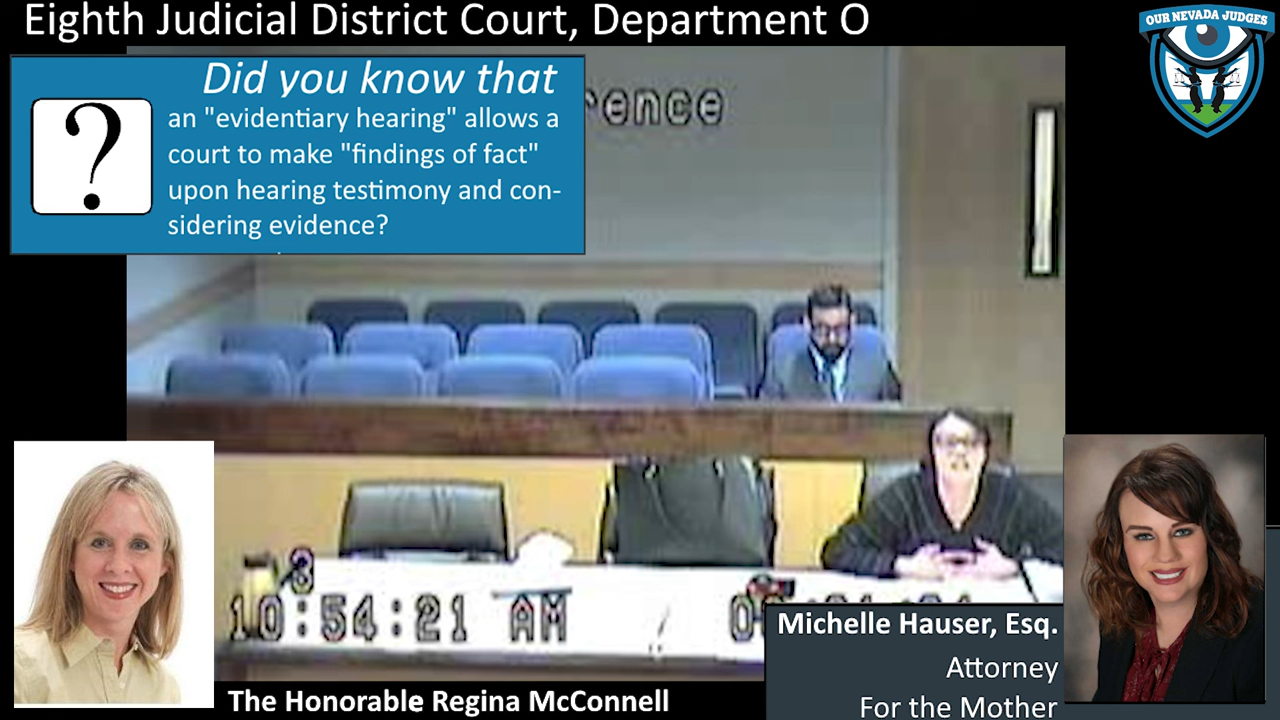 Eighth Judicial District Court, Department O
OUR NEVADA JUDGES
Did you know that
?
an "evidentiary hearing" allows a
court to make "findings of fact"
upon hearing testimony and con-
sidering evidence?
rence
3
10:54:21 AM
Michelle Hauser, Esq.
Attorney
For the Mother
The Honorable Regina McConnell